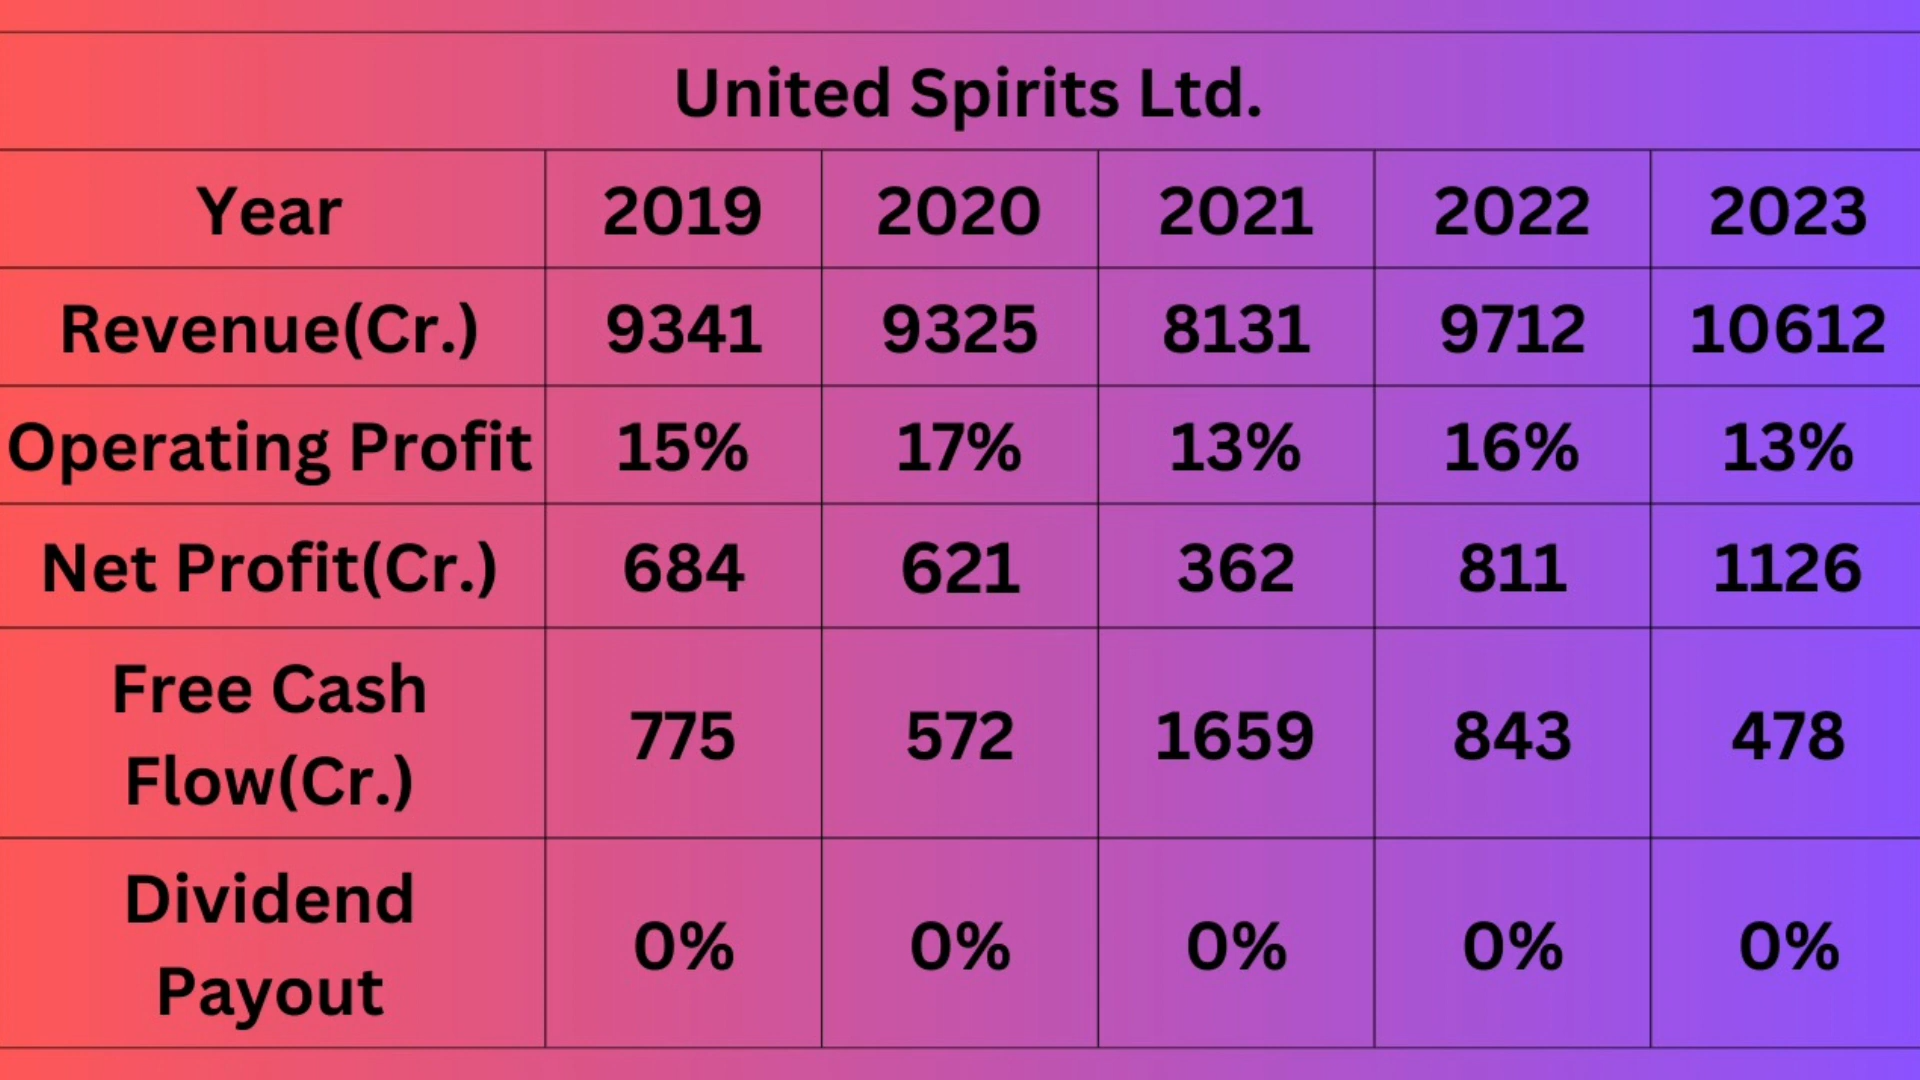 United Spirits Ltd.
Year 2019 2020 2021 2022 2023
Revenue(Cr.) 9341 9325 8131 9712 10612
Operating Profit 15% 17% 13% 16% 13%
Net Profit(Cr.) 684 621 362 811 1126
Free Cash
Flow(Cr.) 775 572 1659 843 478
Dividend
Payout 0% 0% 0% 0% 0%